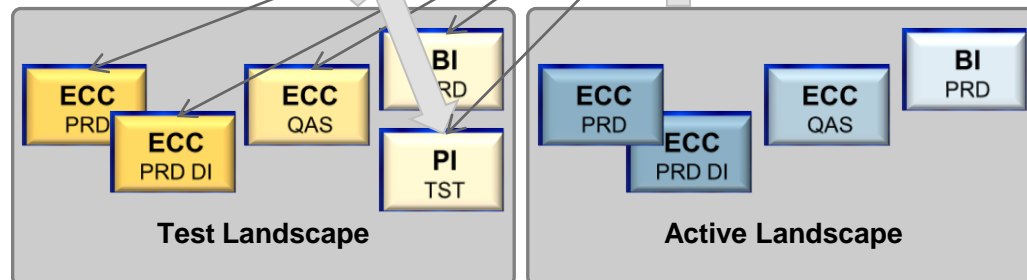 ECC
PRD
ECC
PRD DI
ECC
QAS
BI
RD
PI
TST
Test Landscape
ECC
PRD
ECC
PRD DI
ECC
QAS
BI
PRD
Active Landscape